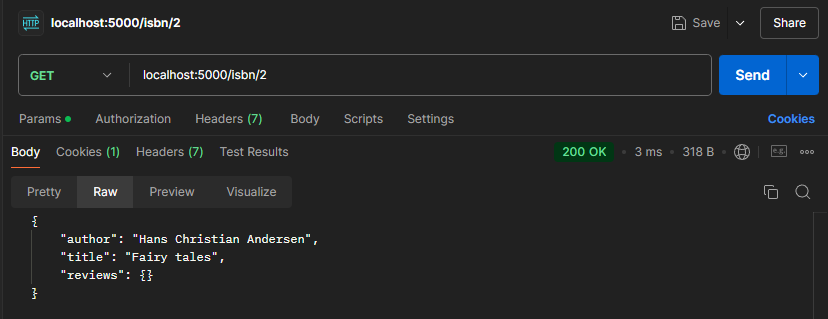 HTTP localhost:5000/isbn/2 Save Share
GET localhost:5000/isbn/2 Send
Params Authorization Headers (7) Body Scripts Settings Cookies
Body Cookies (1) Headers (7) Test Results 200 OK • 3 ms • 318 B •
Pretty Raw Preview Visualize
{
    "author": "Hans Christian Andersen",
    "title": "Fairy tales",
    "reviews": {}
}